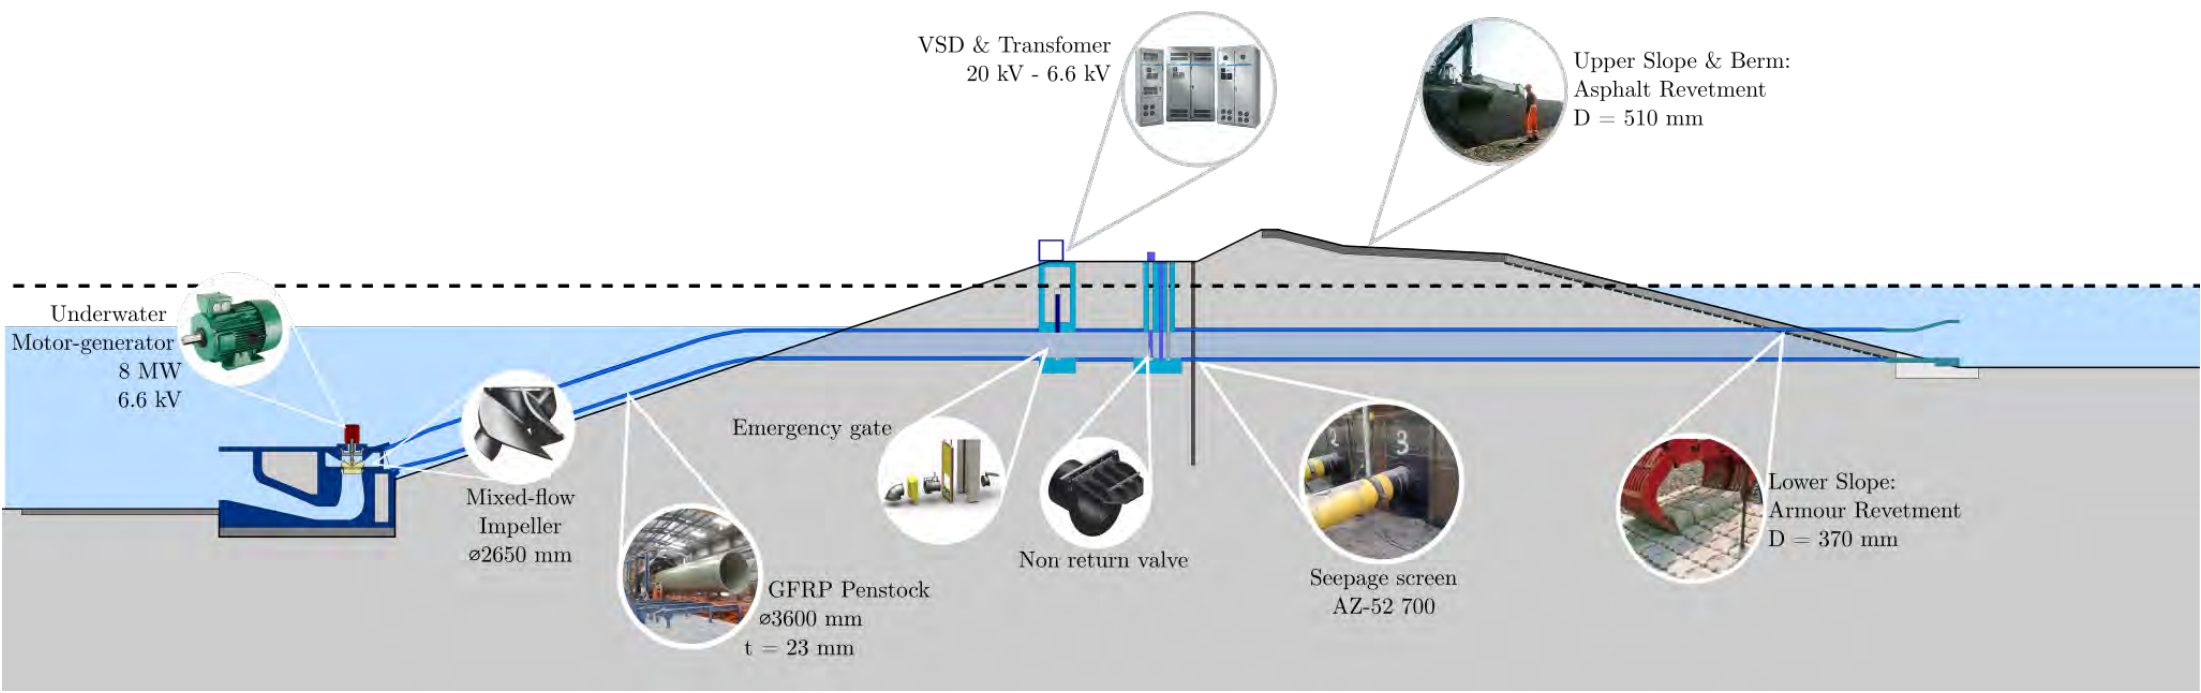 VSD & Transfomer
20 kV - 6.6 kV
Upper Slope & Berm:
Asphalt Revetment
D = 510 mm
Underwater
Motor-generator
8 MW
6.6 kV
Mixed-flow
Impeller
⌀2650 mm
GFRP Penstock
⌀3600 mm
t = 23 mm
Emergency gate
Non return valve
3
Seepage screen
AZ-52 700
Lower Slope:
Armour Revetment
D = 370 mm